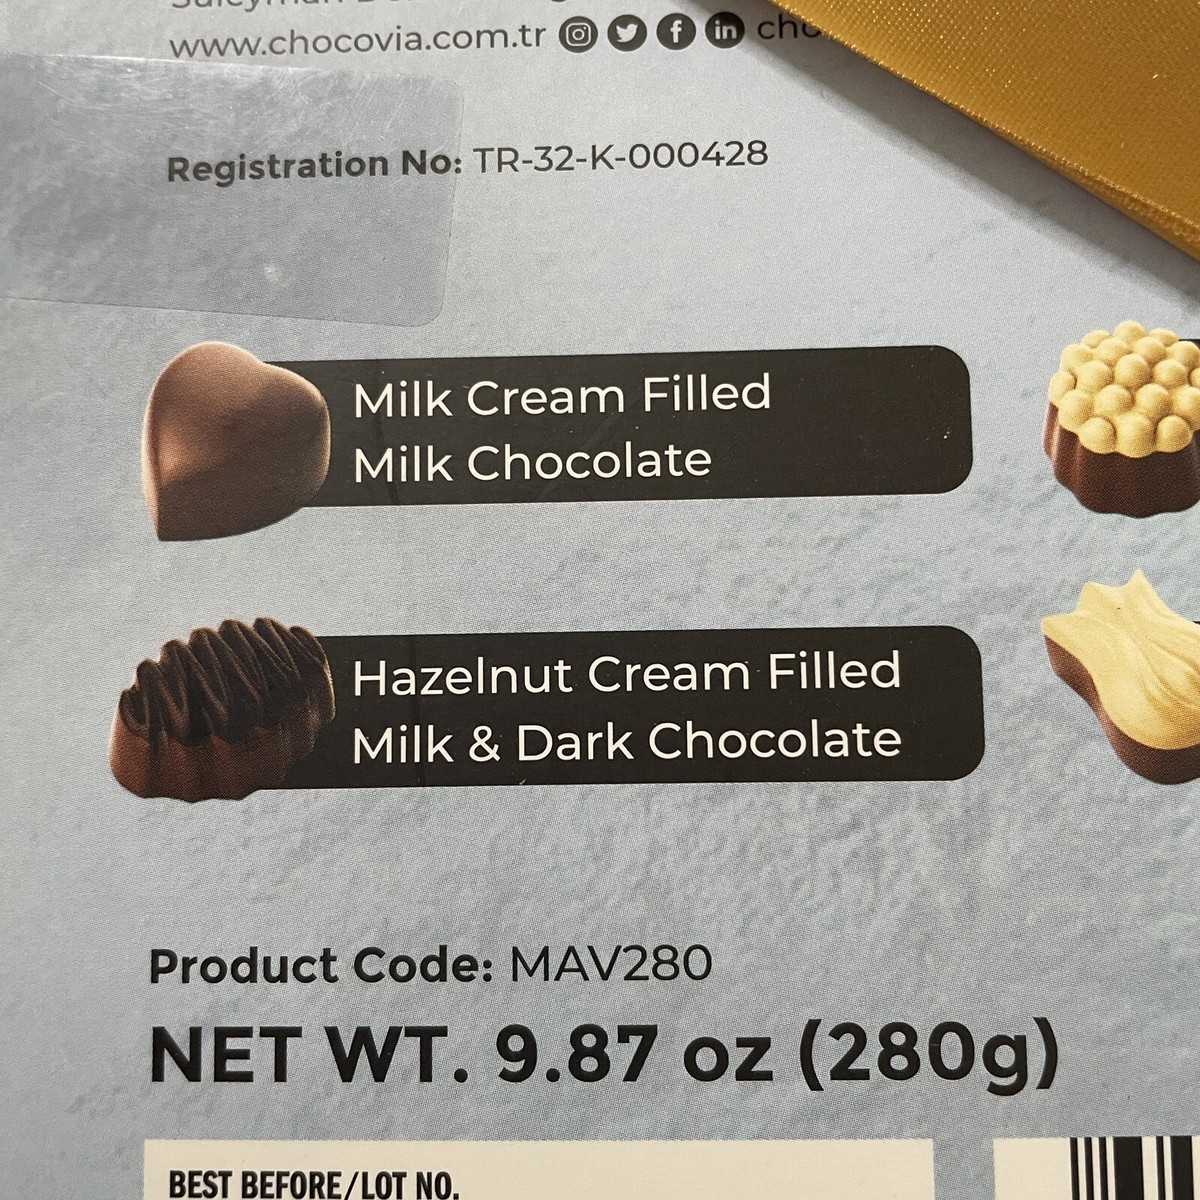 www.chocovia.com.tr
Registration No: TR-32-K-000428
Milk Cream Filled
Milk Chocolate
Hazelnut Cream Filled
Milk & Dark Chocolate
Product Code: MAV280
NET WT. 9.87 oz (280g)
BEST BEFORE/LOT NO.